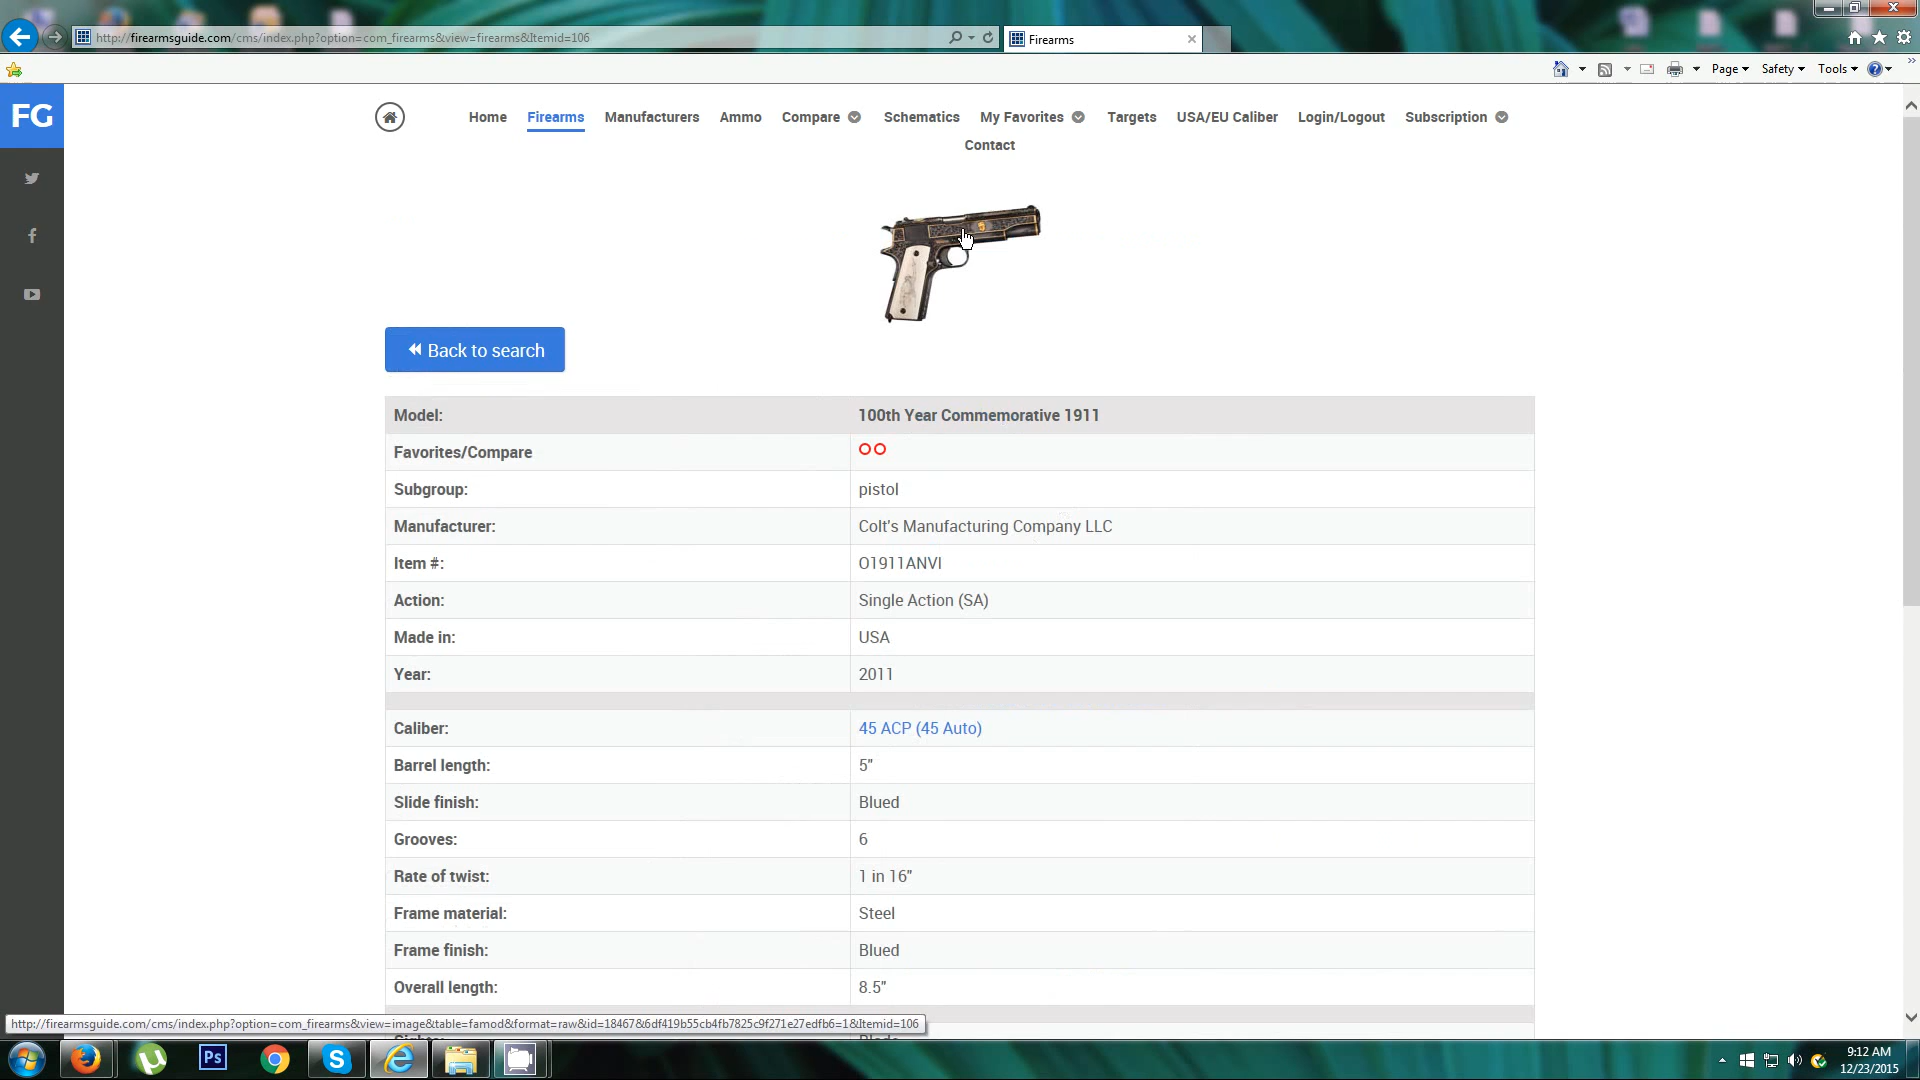 http://firearmsguide.com/cms/index.php?option=com_firearms&view=firearms&Itemid=106
Firearms
Page
Safety
Tools
FG
Home
Firearms
Manufacturers
Ammo
Compare
Schematics
My Favorites
Targets
USA/EU Caliber
Login/Logout
Subscription
Contact
Back to search
Model: 100th Year Commemorative 1911
Favorites/Compare
Subgroup: pistol
Manufacturer: Colt's Manufacturing Company LLC
Item #: O1911ANVI
Action: Single Action (SA)
Made in: USA
Year: 2011
Caliber: 45 ACP (45 Auto)
Barrel length: 5"
Slide finish: Blued
Grooves: 6
Rate of twist: 1 in 16"
Frame material: Steel
Frame finish: Blued
Overall length: 8.5"
http://firearmsguide.com/cms/index.php?option=com_firearms&view=image&table=famod&format=raw&id=18467&6df419b55cb4fb7825c9f271e27edfb6=1&Itemid=106
Ps
9:12 AM
12/23/2015